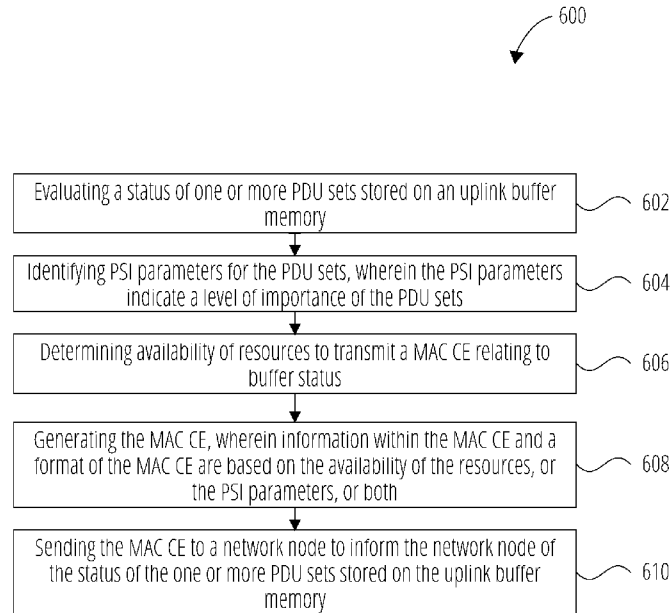 600
Evaluating a status of one or more PDU sets stored on an uplink buffer
memory
602
Identifying PSI parameters for the PDU sets, wherein the PSI parameters
indicate a level of importance of the PDU sets
604
Determining availability of resources to transmit a MAC CE relating to
buffer status
606
Generating the MAC CE, wherein information within the MAC CE and a
format of the MAC CE are based on the availability of the resources, or
the PSI parameters, or both
608
Sending the MAC CE to a network node to inform the network node of
the status of the one or more PDU sets stored on the uplink buffer
memory
610